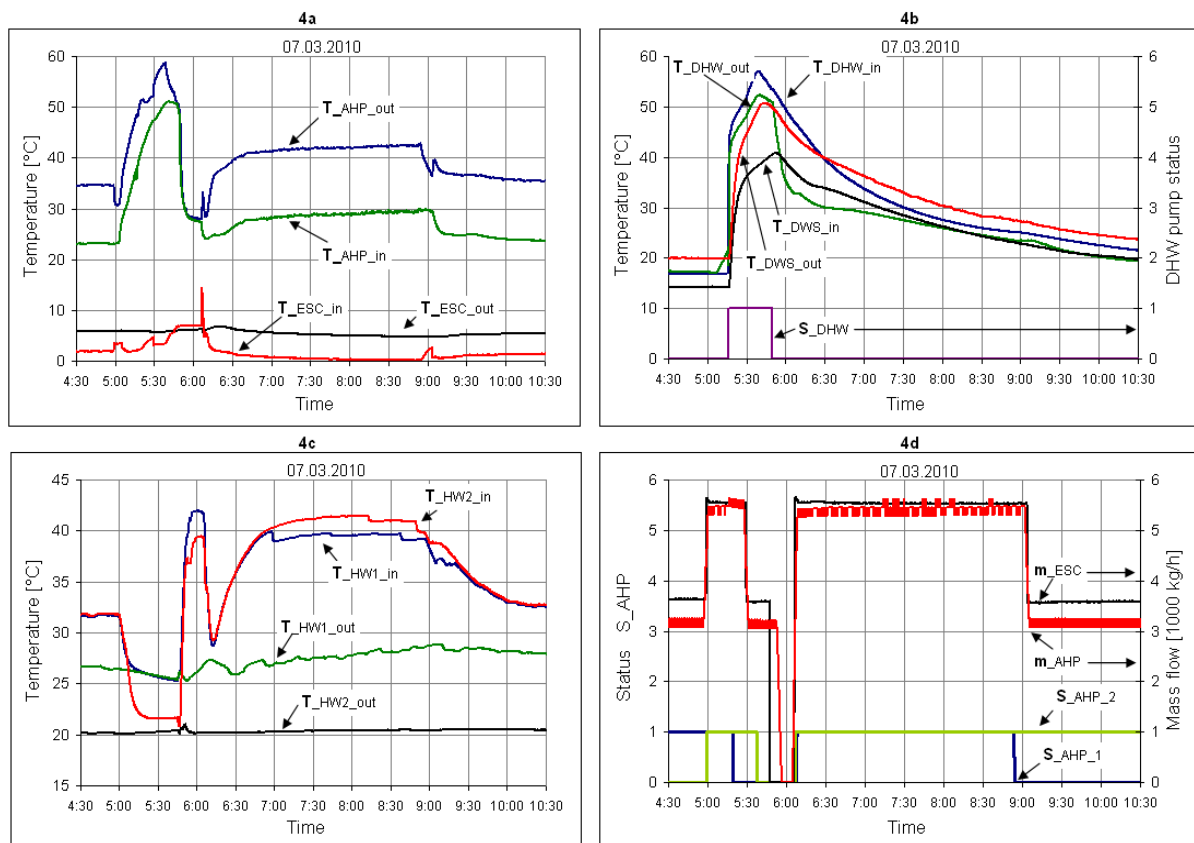 4a
07.03.2010
60
50
40
30
20
10
0
Temperature [°C]
T_AHP_out
T_AHP_in
T_ESC_in
T_ESC_out
4:30 5:00 5:30 6:00 6:30 7:00 7:30 8:00 8:30 9:00 9:30 10:00 10:30
Time
4b
07.03.2010
60
50
40
30
20
10
0
Temperature [°C]
T_DHW_out
T_DHW_in
T_DWS_in
T_DWS_out
S_DHW
6
5
4
3
2
1
0
DHW pump status
4:30 5:00 5:30 6:00 6:30 7:00 7:30 8:00 8:30 9:00 9:30 10:00 10:30
Time
4c
07.03.2010
45
40
35
30
25
20
15
Temperature [°C]
T_HW2_in
T_HW1_in
T_HW1_out
T_HW2_out
4:30 5:00 5:30 6:00 6:30 7:00 7:30 8:00 8:30 9:00 9:30 10:00 10:30
Time
4d
07.03.2010
6
5
4
3
2
1
0
Status S_AHP
m_ESC
m_AHP
S_AHP_2
S_AHP_1
6
5
4
3
2
1
0
Mass flow [1000 kg/h]
4:30 5:00 5:30 6:00 6:30 7:00 7:30 8:00 8:30 9:00 9:30 10:00 10:30
Time